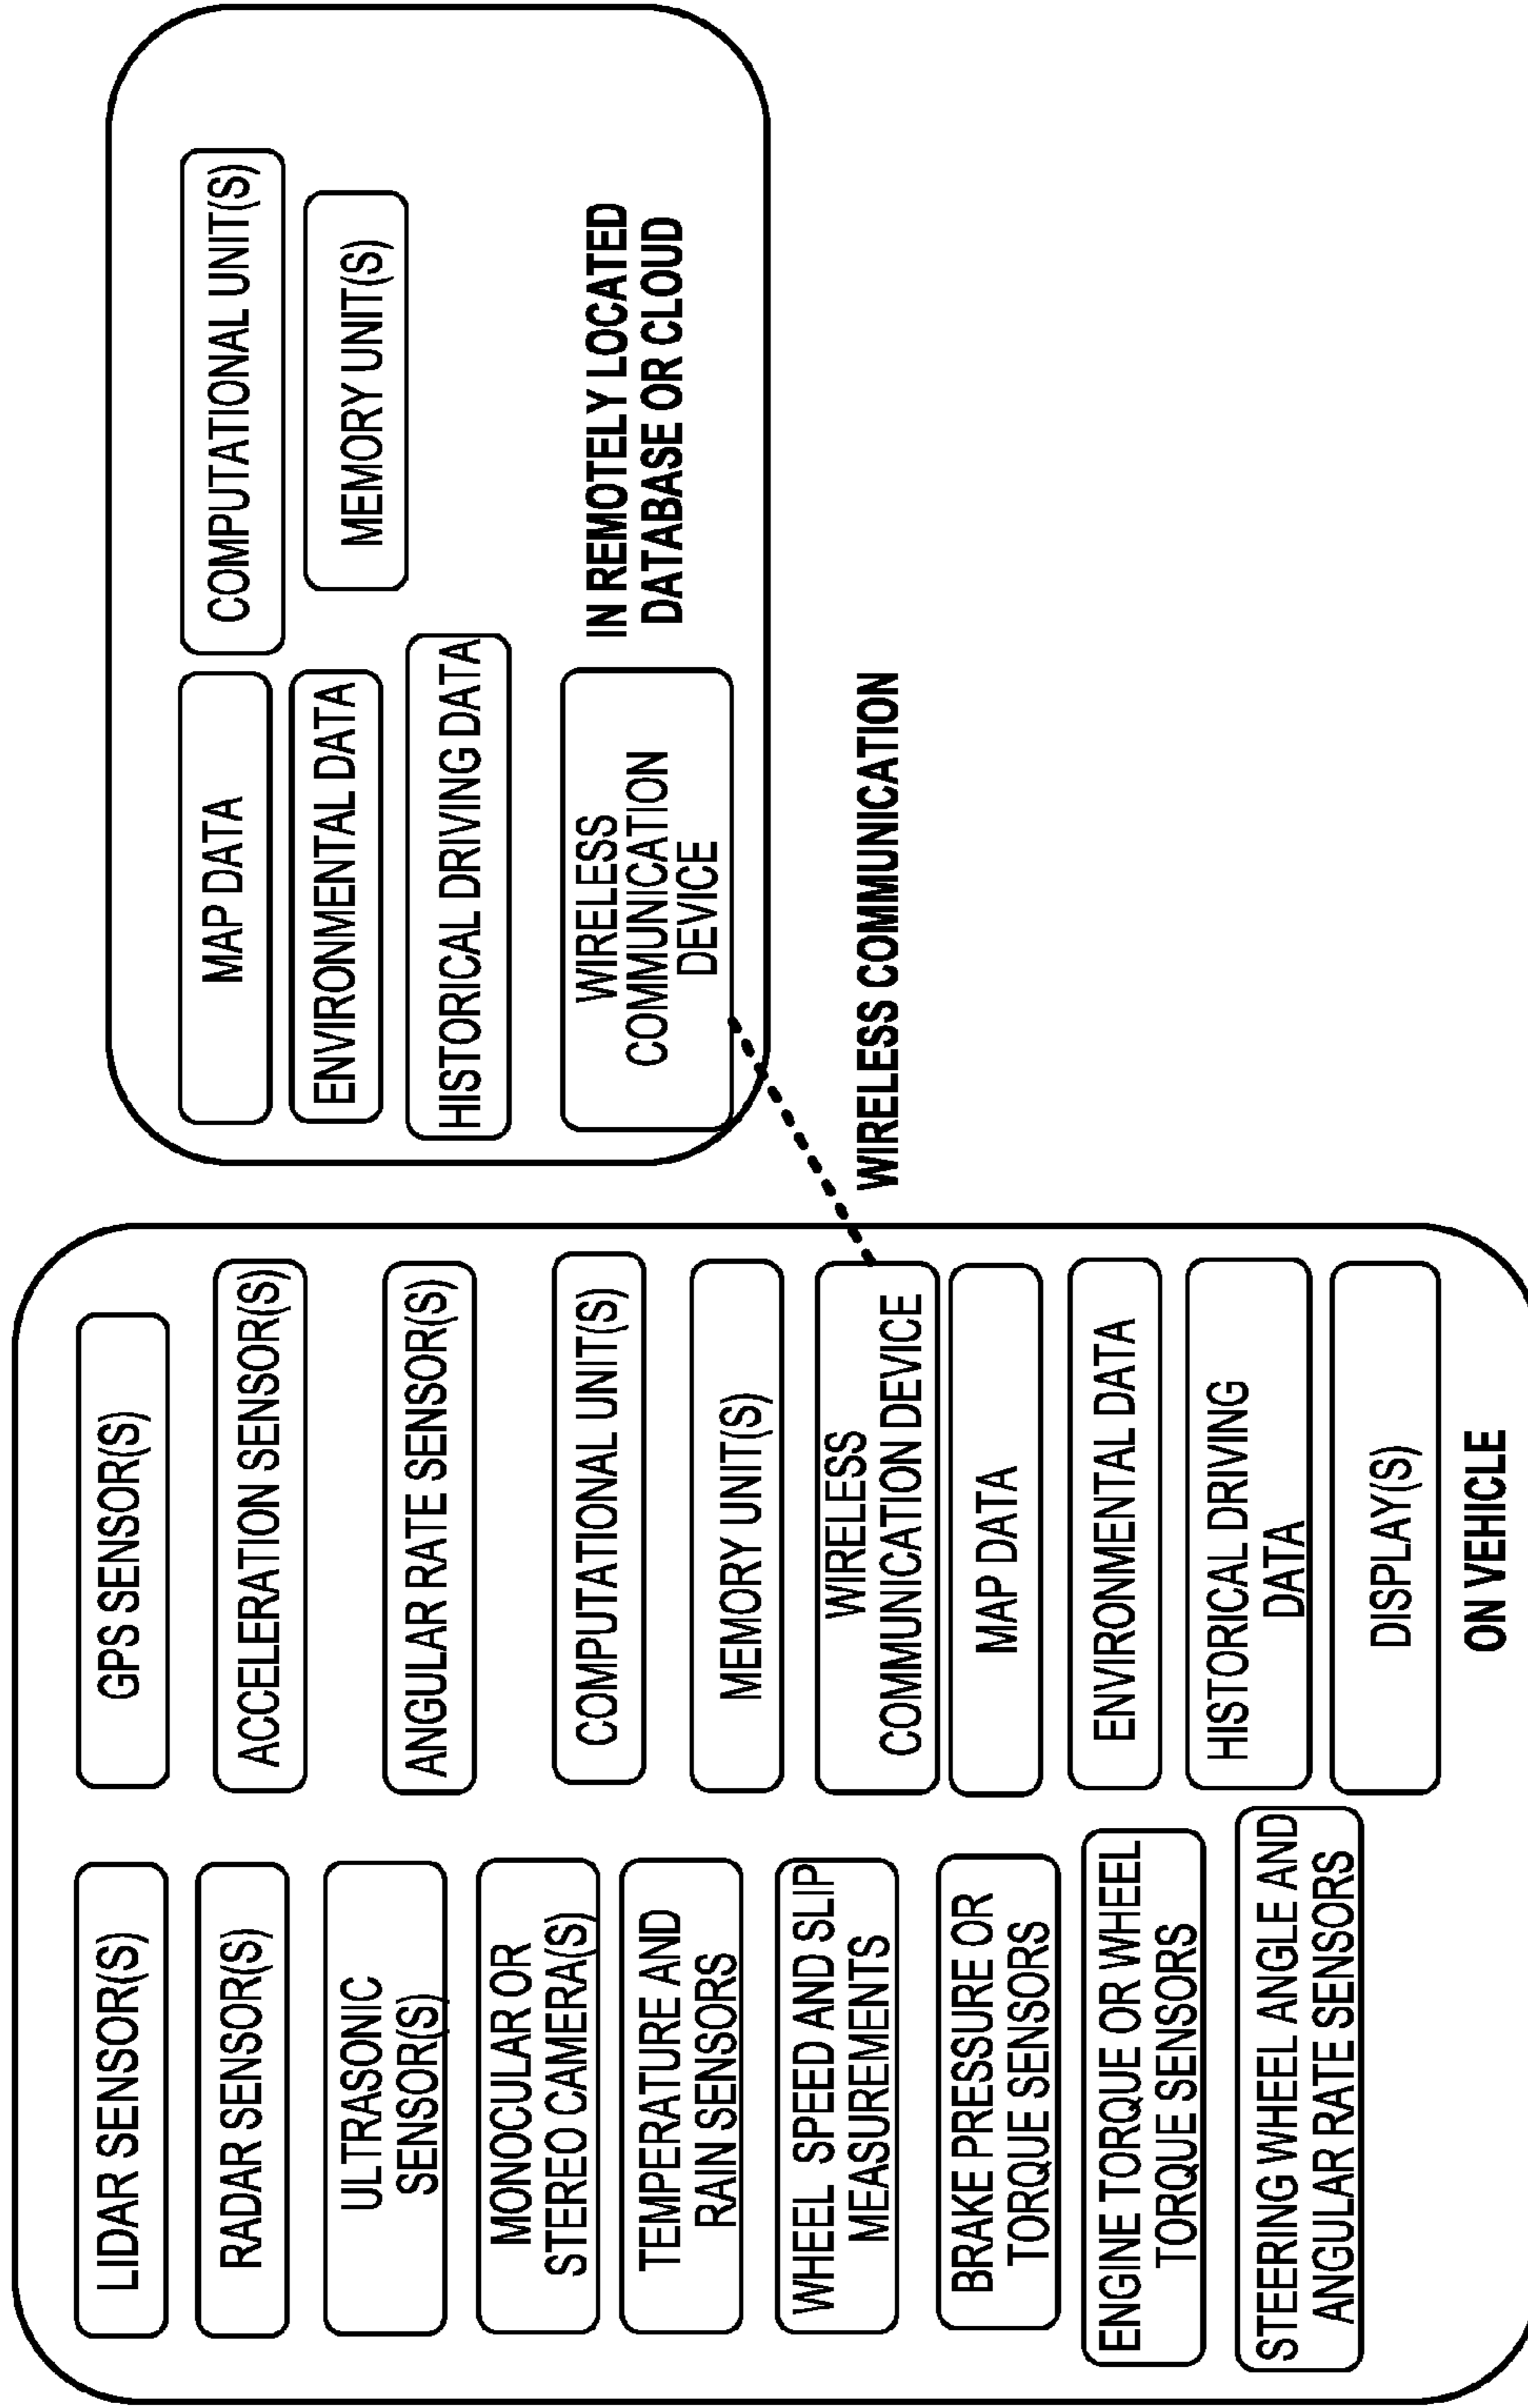 LIDAR SENSOR(S)
RADAR SENSOR(S)
ULTRASONIC
SENSOR(S)
MONOCULAR OR
STEREO CAMERA(S)
TEMPERATURE AND
RAIN SENSORS
WHEEL SPEED AND SLIP
MEASUREMENTS
BRAKE PRESSURE OR
TORQUE SENSORS
ENGINE TORQUE OR WHEEL
TORQUE SENSORS
STEERING WHEEL ANGLE AND
ANGULAR RATE SENSORS
GPS SENSOR(S)
ACCELERATION SENSOR(S)
ANGULAR RATE SENSOR(S)
COMPUTATIONAL UNIT(S)
MEMORY UNIT(S)
WIRELESS
COMMUNICATION DEVICE
MAP DATA
ENVIRONMENTAL DATA
HISTORICAL DRIVING
DATA
DISPLAY(S)
ON VEHICLE
MAP DATA
ENVIRONMENTAL DATA
HISTORICAL DRIVING DATA
WIRELESS
COMMUNICATION
DEVICE
COMPUTATIONAL UNIT(S)
MEMORY UNIT(S)
IN REMOTELY LOCATED
DATABASE OR CLOUD
WIRELESS COMMUNICATION